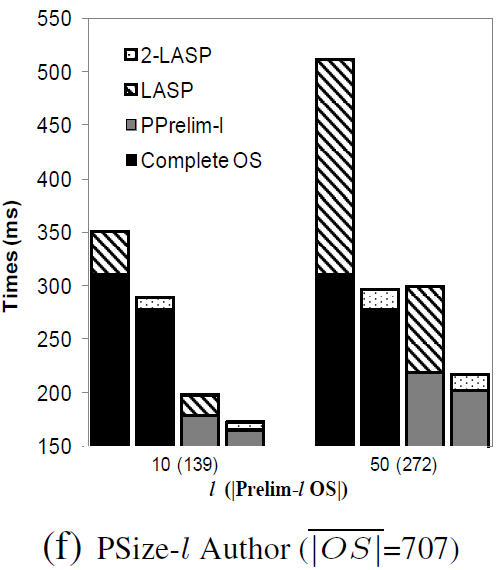 550
500
450
400
350
300
250
200
150
Times (ms)
2-LASP
LASP
PPrelim-l
Complete OS
10 (139)
50 (272)
l (|Prelim-l OS|)
(f) PSize-l Author (|OS|=707)